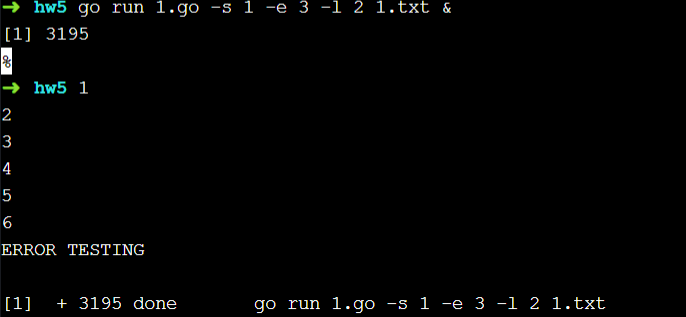 → hw5 go run 1.go -s 1 -e 3 -l 2 1.txt &
[1] 3195
%
→ hw5 1
2
3
4
5
6
ERROR TESTING
[1]  + 3195 done       go run 1.go -s 1 -e 3 -l 2 1.txt